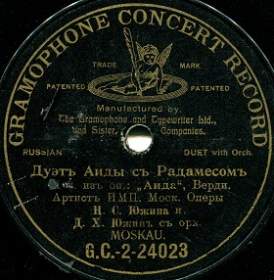 GRAMOPHONE CONCERT RECORD
TRADE MARK
PATENTED PATENTED
Manufactured by.
The Gramophone and Typewriter Ltd.,
and Sister Companies.
RUSSIAN DUET with Orch.
Дуэтъ Аиды съ Радамесомъ
изъ оп.: „Аида“, Верди.
Артистъ ИМП. Моск. Оперы
Н. С. Южина и
Д. Х. Южинъ съ орк.
MOSKAU.
G.C.-2-24023